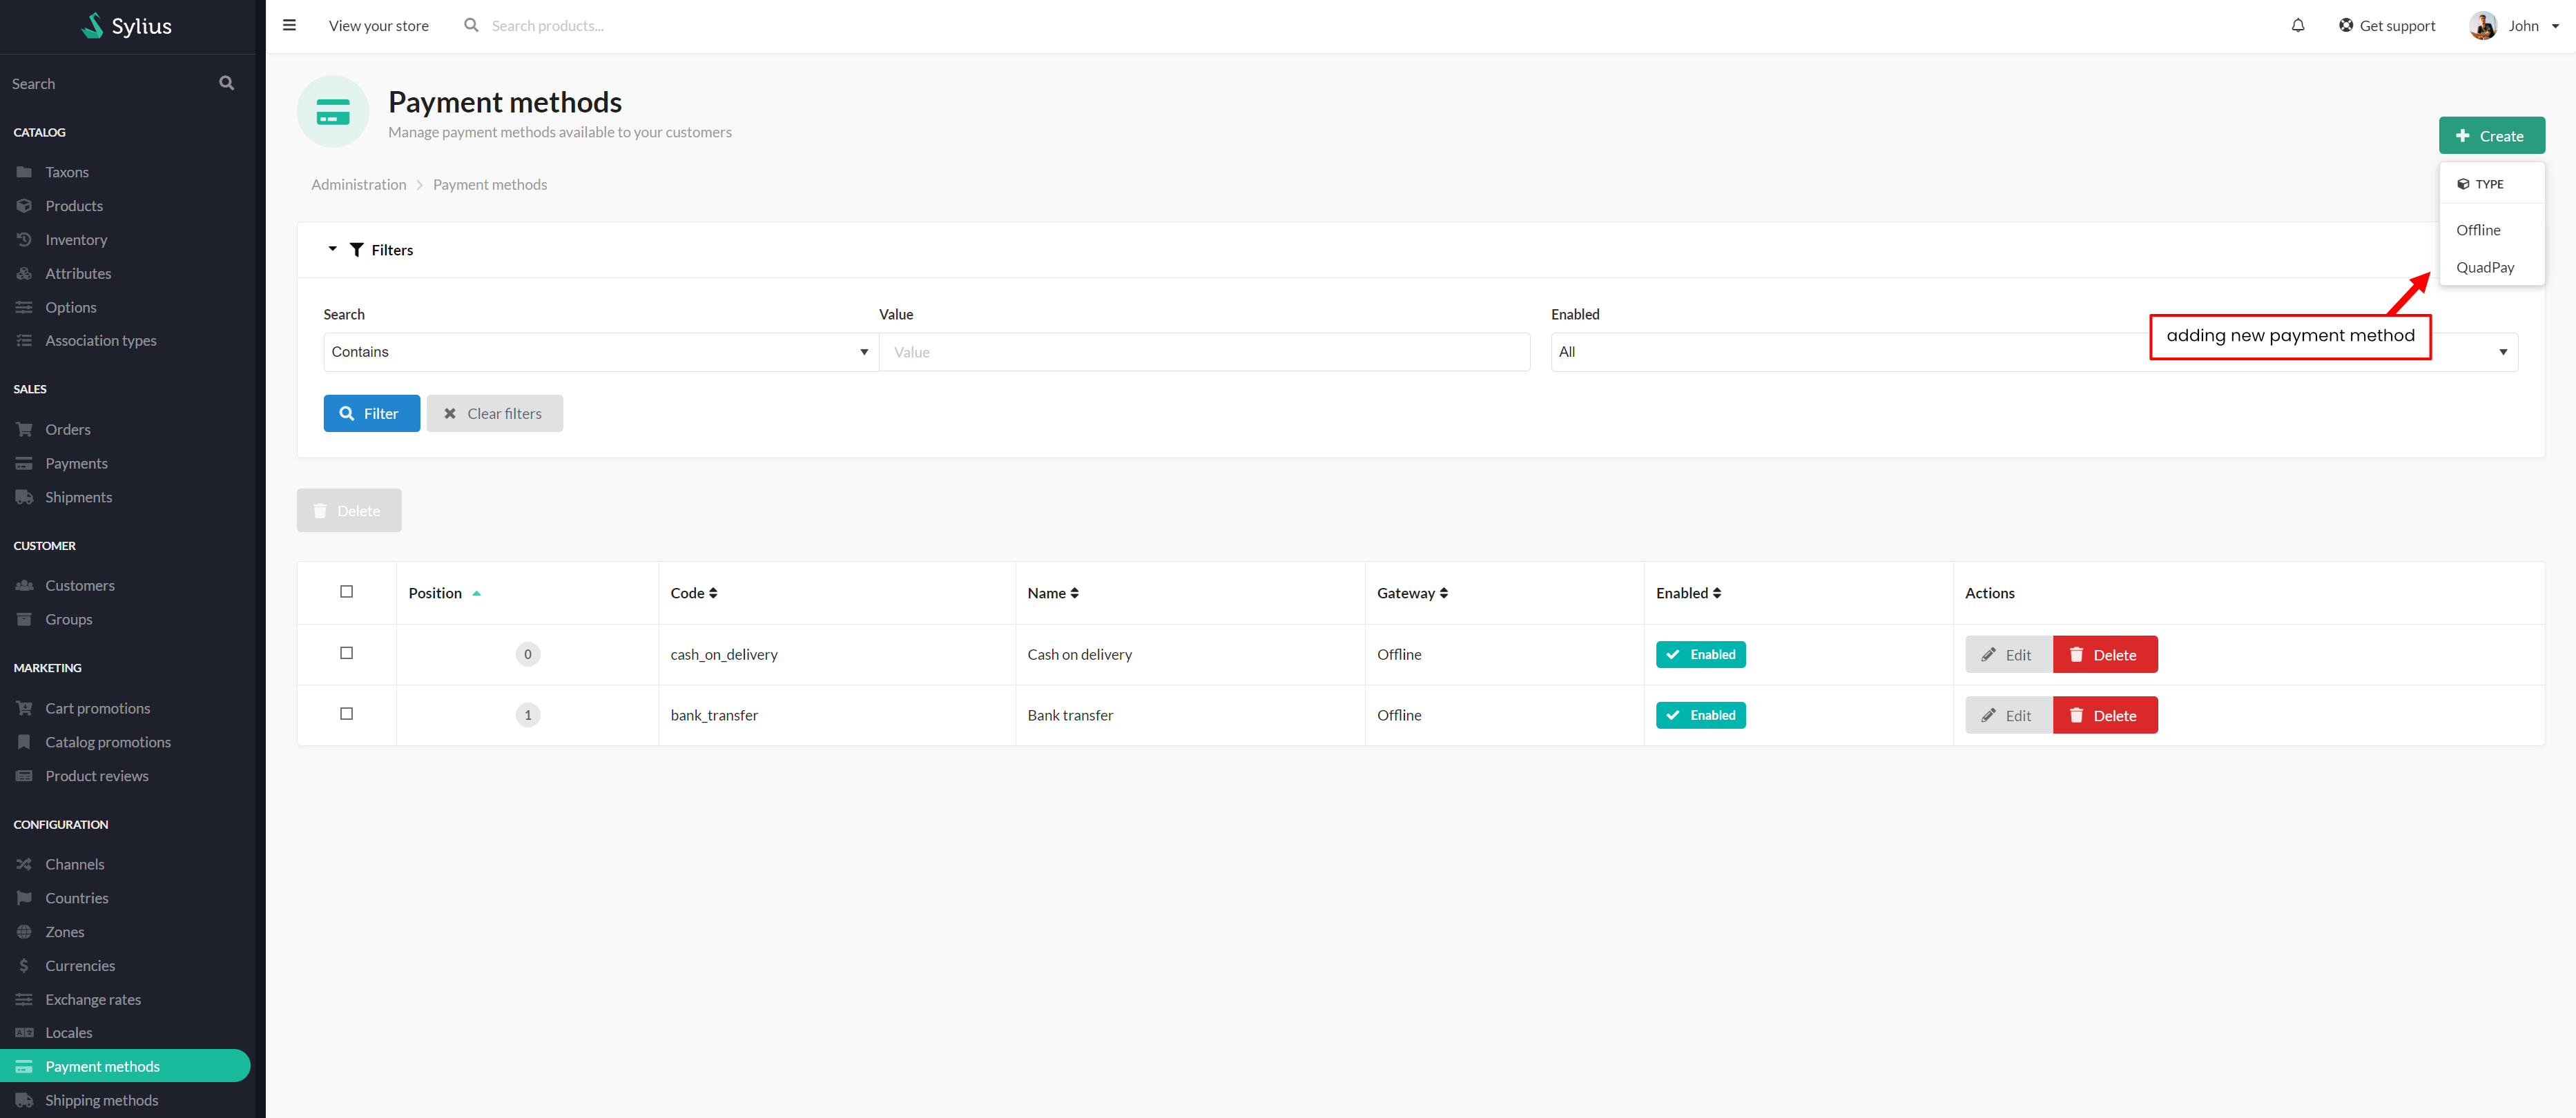 Sylius
View your store
Search products...
Get support
John
Search
CATALOG
Taxons
Products
Inventory
Attributes
Options
Association types
SALES
Orders
Payments
Shipments
CUSTOMER
Customers
Groups
MARKETING
Cart promotions
Catalog promotions
Product reviews
CONFIGURATION
Channels
Countries
Zones
Currencies
Exchange rates
Locales
Payment methods
Shipping methods
Payment methods
Manage payment methods available to your customers
Create
TYPE
Offline
QuadPay
adding new payment method
Administration > Payment methods
Filters
Search Value Enabled
Contains Value All
Filter Clear filters
Delete
Position Code Name Gateway Enabled Actions
0 cash_on_delivery Cash on delivery Offline Enabled Edit Delete
1 bank_transfer Bank transfer Offline Enabled Edit Delete